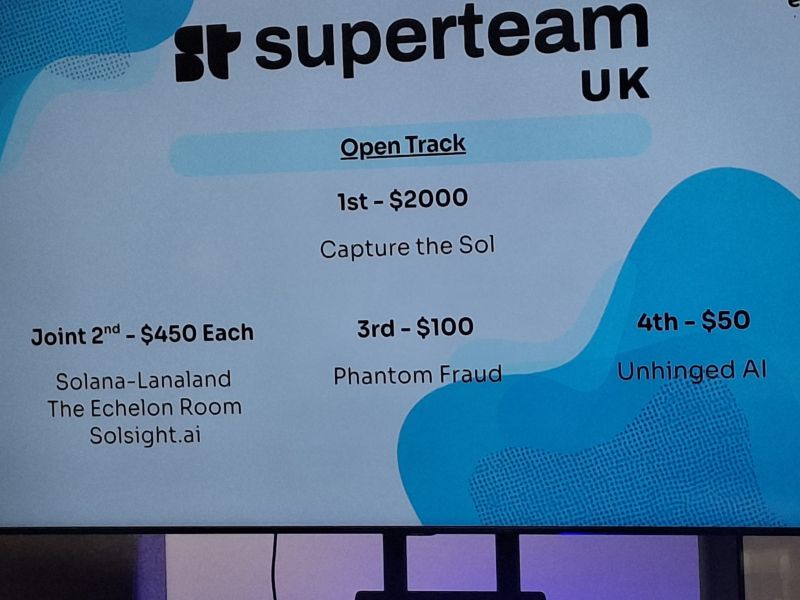 st superteam
UK
Open Track
1st - $2000
Capture the Sol
Joint 2nd - $450 Each
Solana-Lanaland
The Echelon Room
Solsight.ai
3rd - $100
Phantom Fraud
4th - $50
Unhinged AI